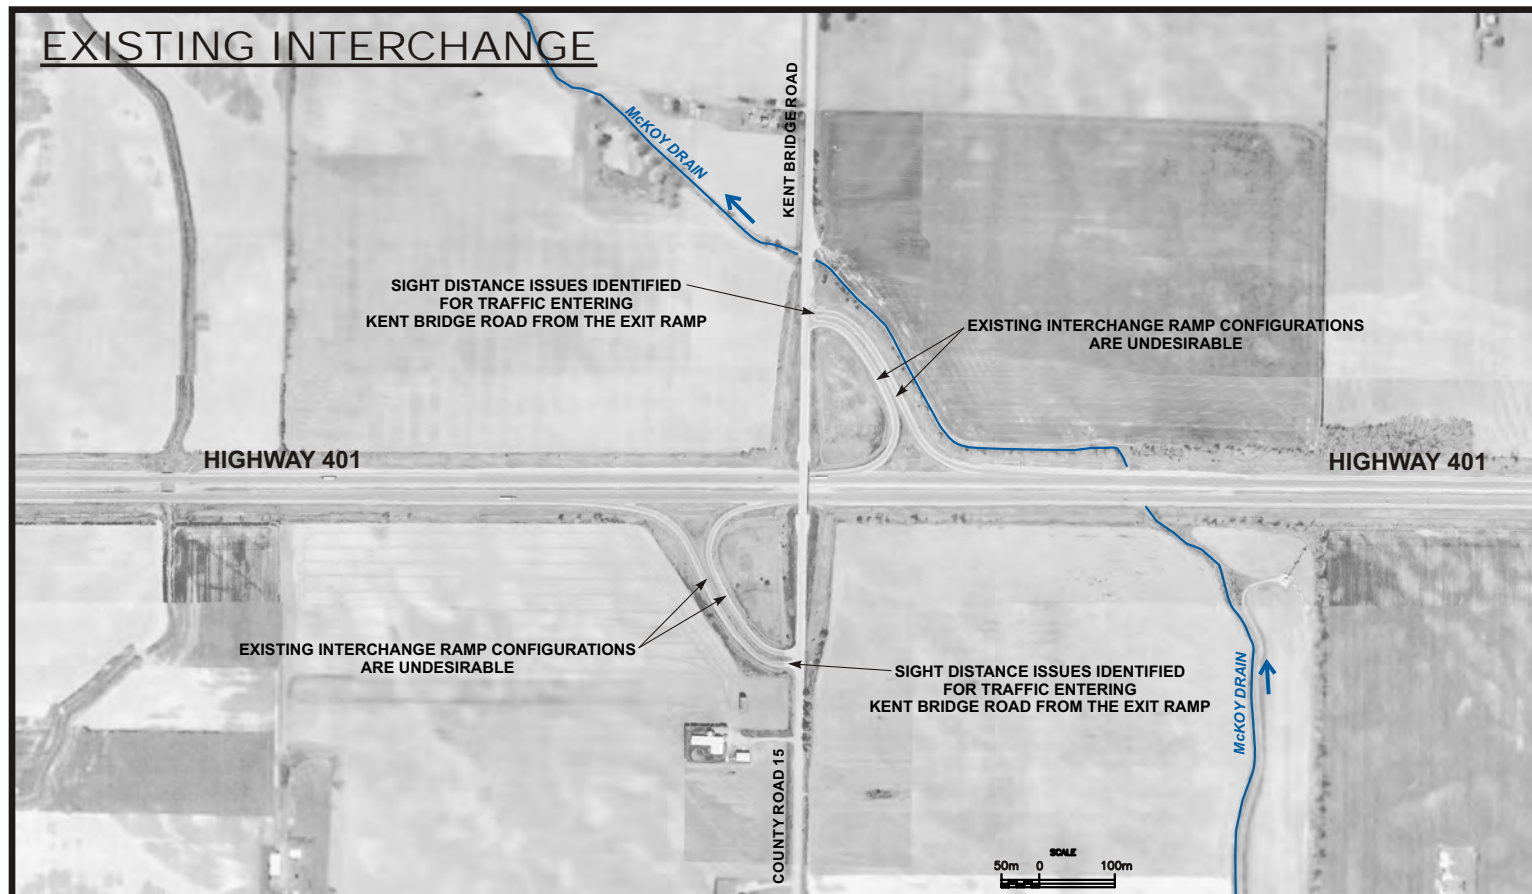 EXISTING INTERCHANGE
McKOY DRAIN
KENT BRIDGE ROAD
SIGHT DISTANCE ISSUES IDENTIFIED
FOR TRAFFIC ENTERING
KENT BRIDGE ROAD FROM THE EXIT RAMP
EXISTING INTERCHANGE RAMP CONFIGURATIONS
ARE UNDESIRABLE
HIGHWAY 401
HIGHWAY 401
EXISTING INTERCHANGE RAMP CONFIGURATIONS
ARE UNDESIRABLE
SIGHT DISTANCE ISSUES IDENTIFIED
FOR TRAFFIC ENTERING
KENT BRIDGE ROAD FROM THE EXIT RAMP
McKOY DRAIN
COUNTY ROAD 15
SCALE
50m 0 100m